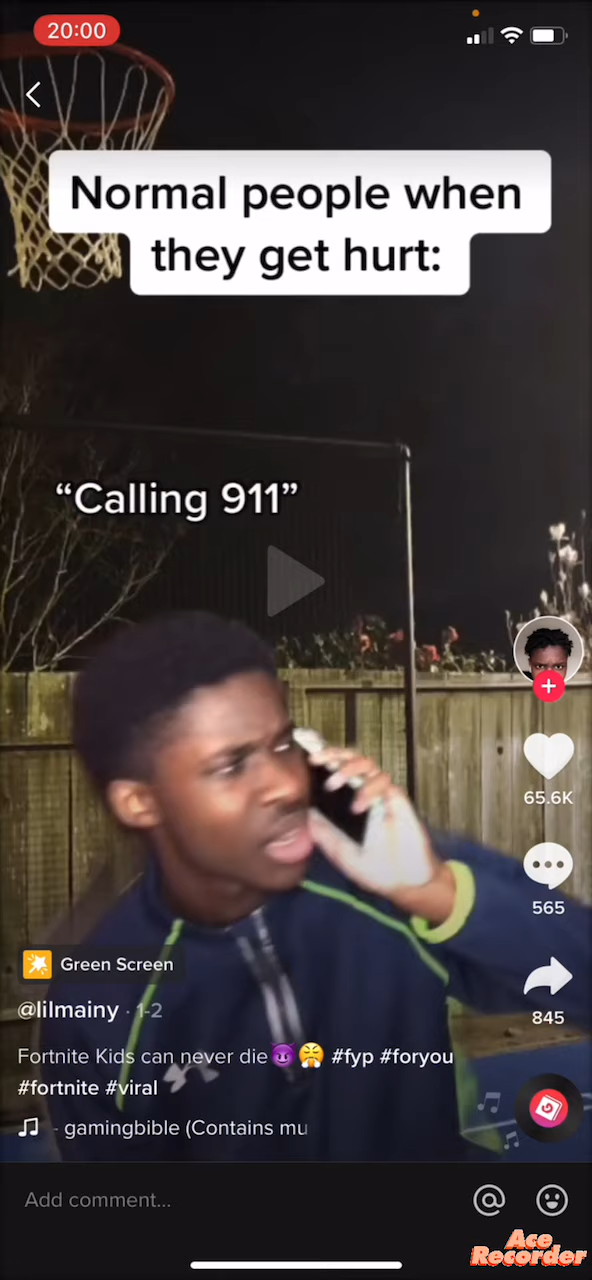 20:00
Normal people when
they get hurt:
“Calling 911”
65.6K
565
845
Green Screen
@lilmainy · 1-2
Fortnite Kids can never die😈😤 #fyp #foryou
#fortnite #viral
- gamingbible (Contains mu
Add comment...
Ace
Recorder